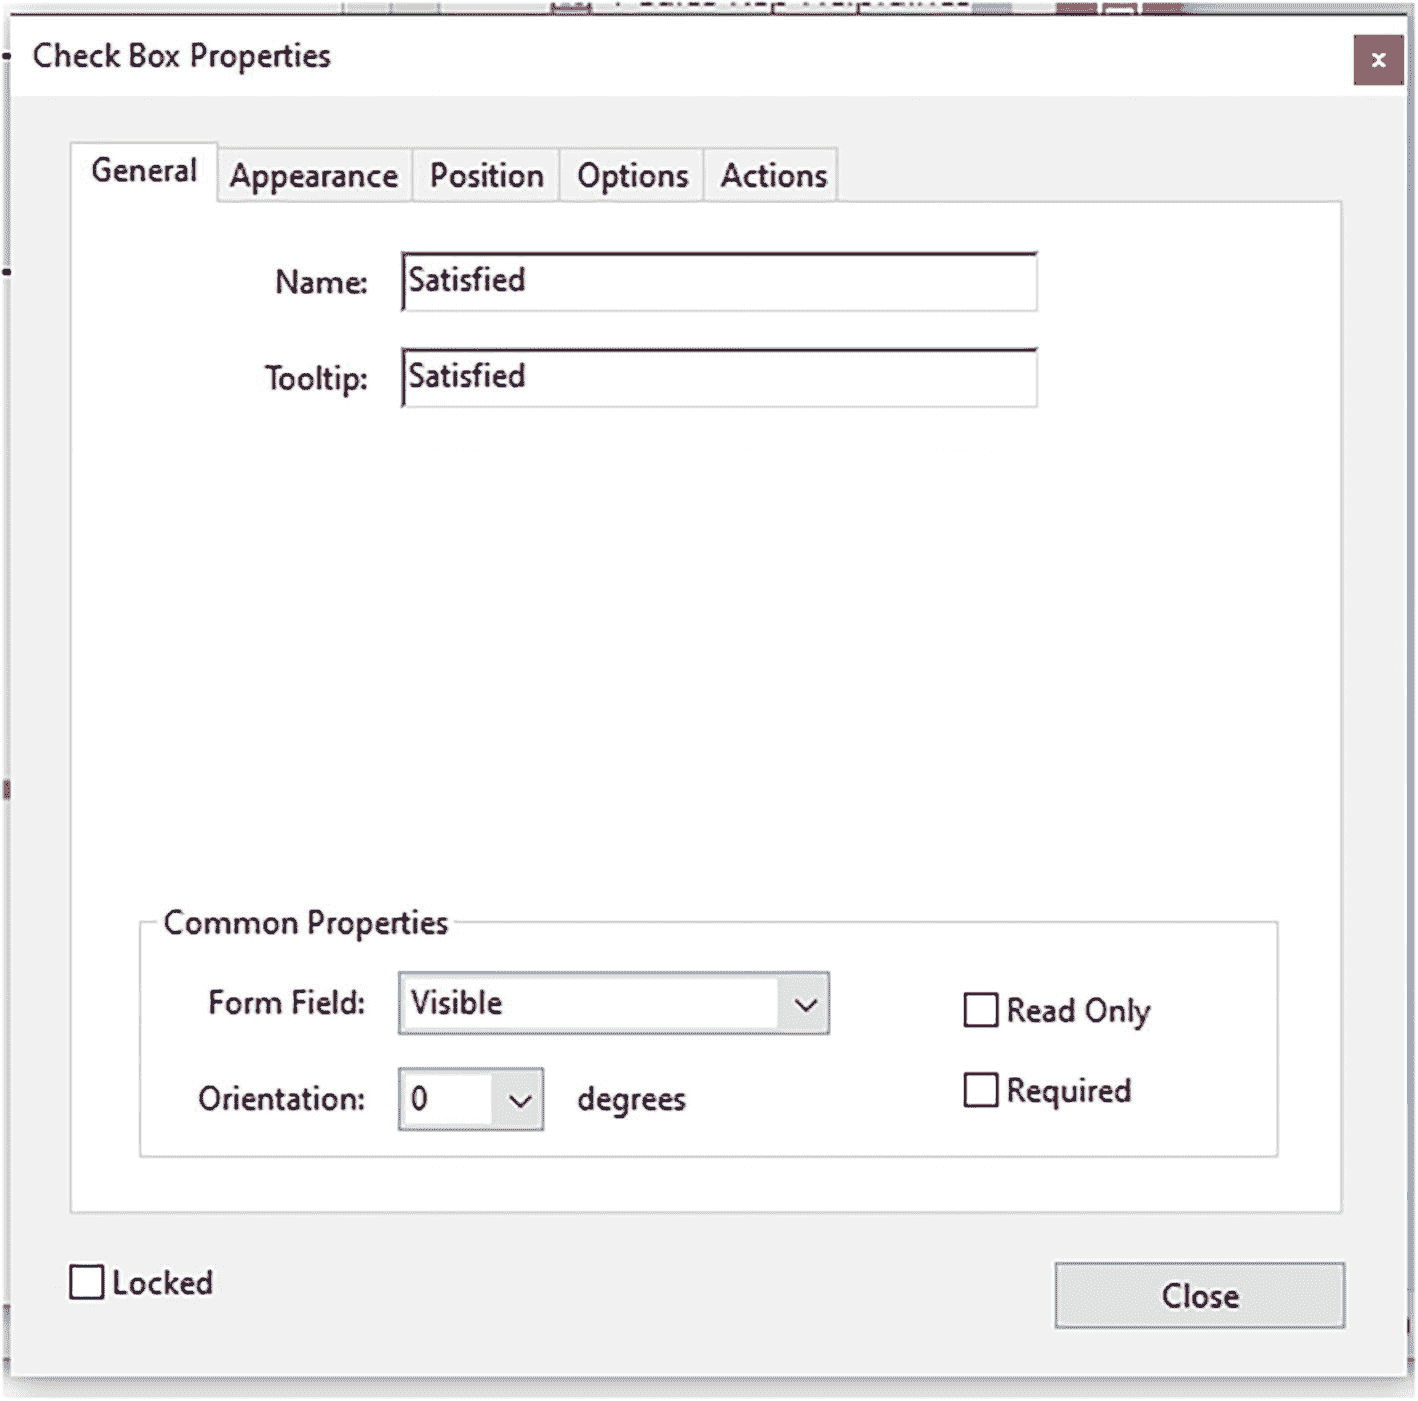 Check Box Properties
x
General Appearance Position Options Actions
Name: Satisfied
Tooltip: Satisfied
Common Properties
Form Field: Visible Read Only
Orientation: 0 degrees Required
Locked Close